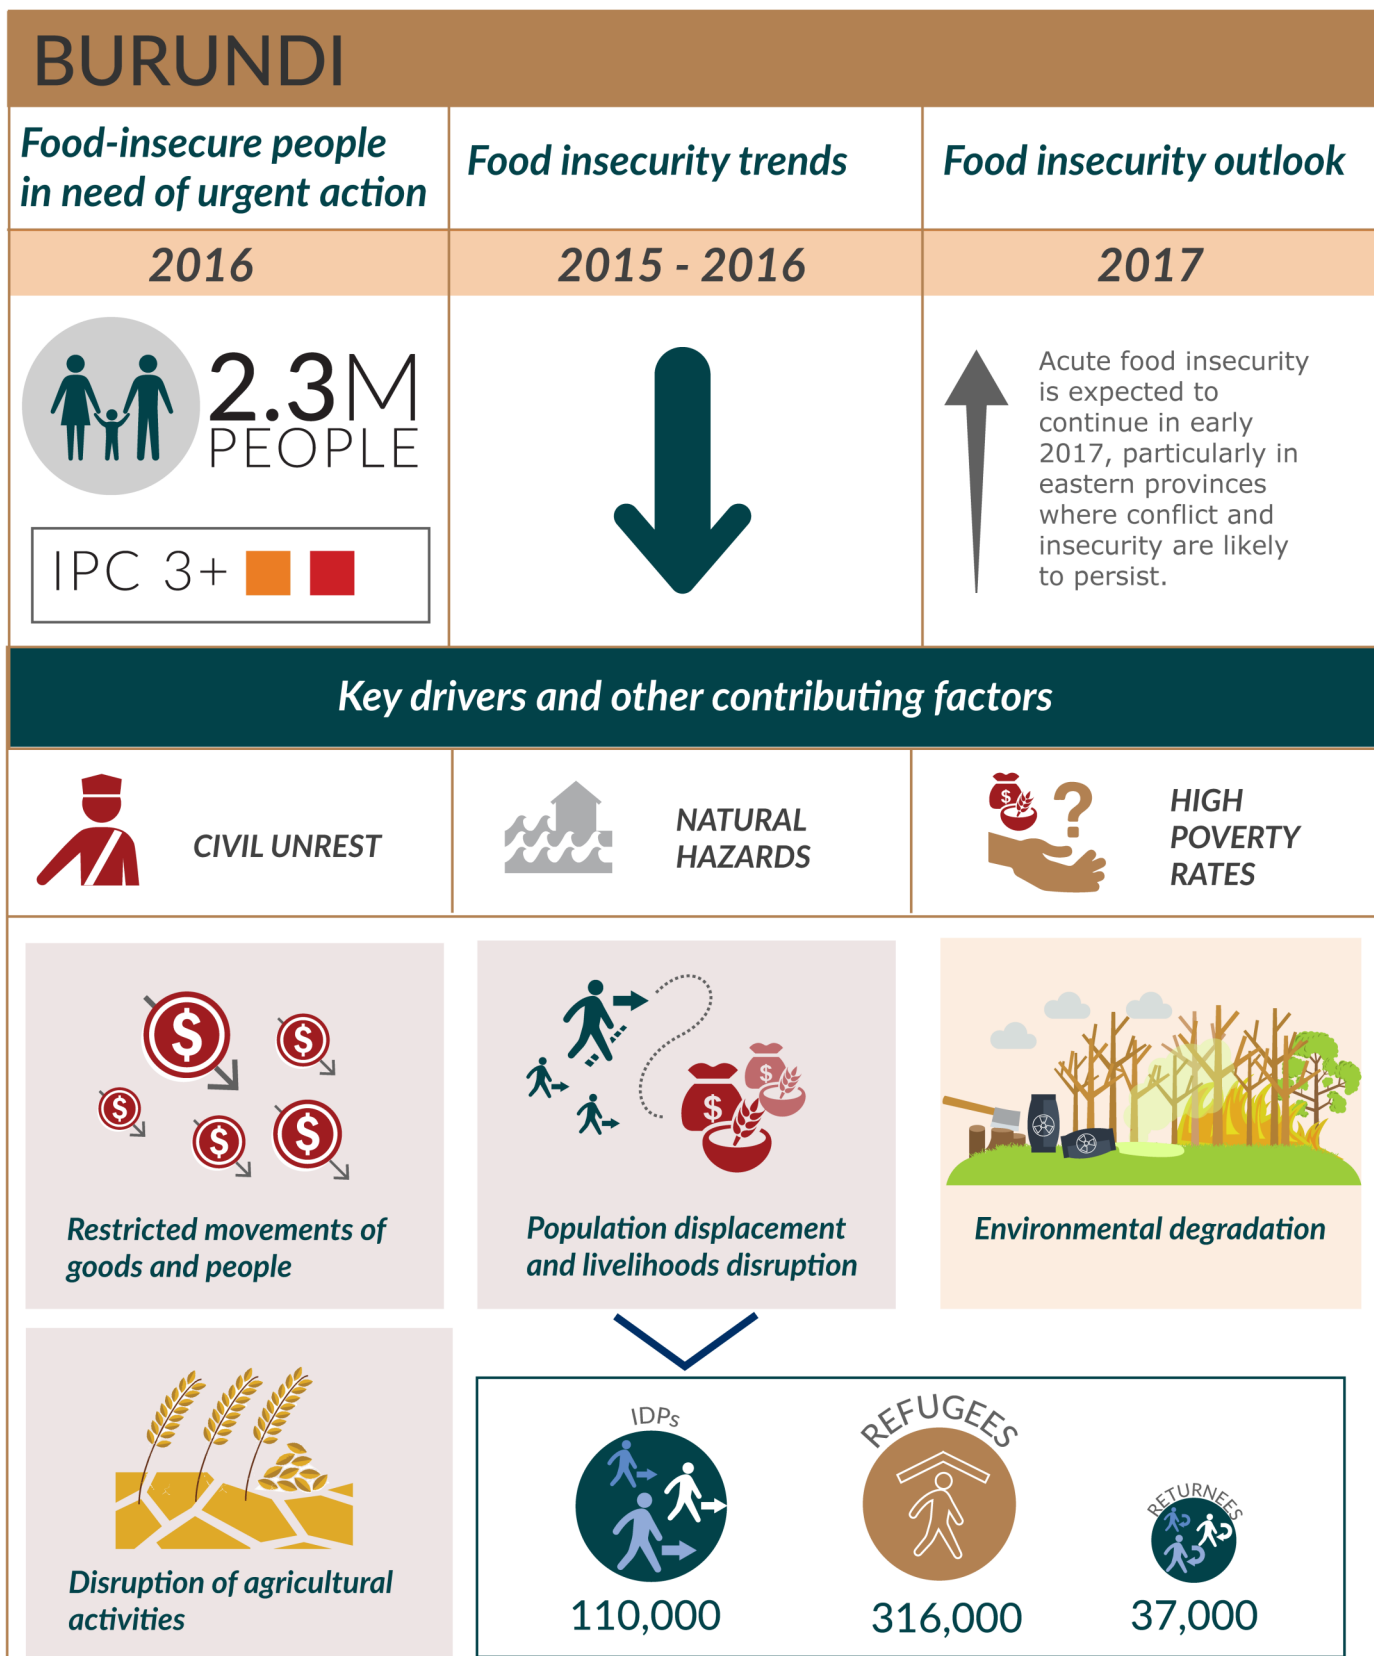 BURUNDI
Food-insecure people
in need of urgent action
Food insecurity trends
Food insecurity outlook
2016
2015 - 2016
2017
2.3M
PEOPLE
IPC 3+
Acute food insecurity
is expected to
continue in early
2017, particularly in
eastern provinces
where conflict and
insecurity are likely
to persist.
Key drivers and other contributing factors
CIVIL UNREST
NATURAL
HAZARDS
HIGH
POVERTY
RATES
Restricted movements of
goods and people
Population displacement
and livelihoods disruption
Environmental degradation
Disruption of agricultural
activities
IDPs
110,000
REFUGEES
316,000
RETURNEES
37,000